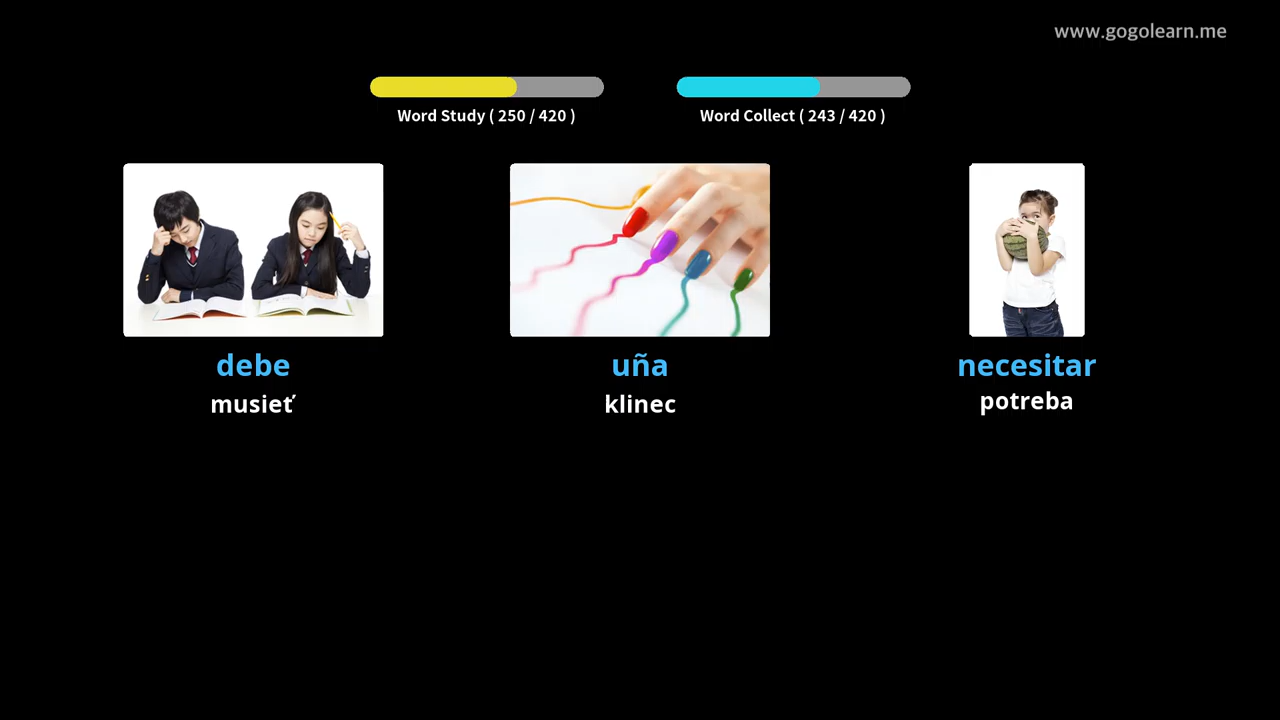 www.gogolearn.me
Word Study ( 250 / 420 )
Word Collect ( 243 / 420 )
debe
uña
necesitar
musieť
klinec
potreba